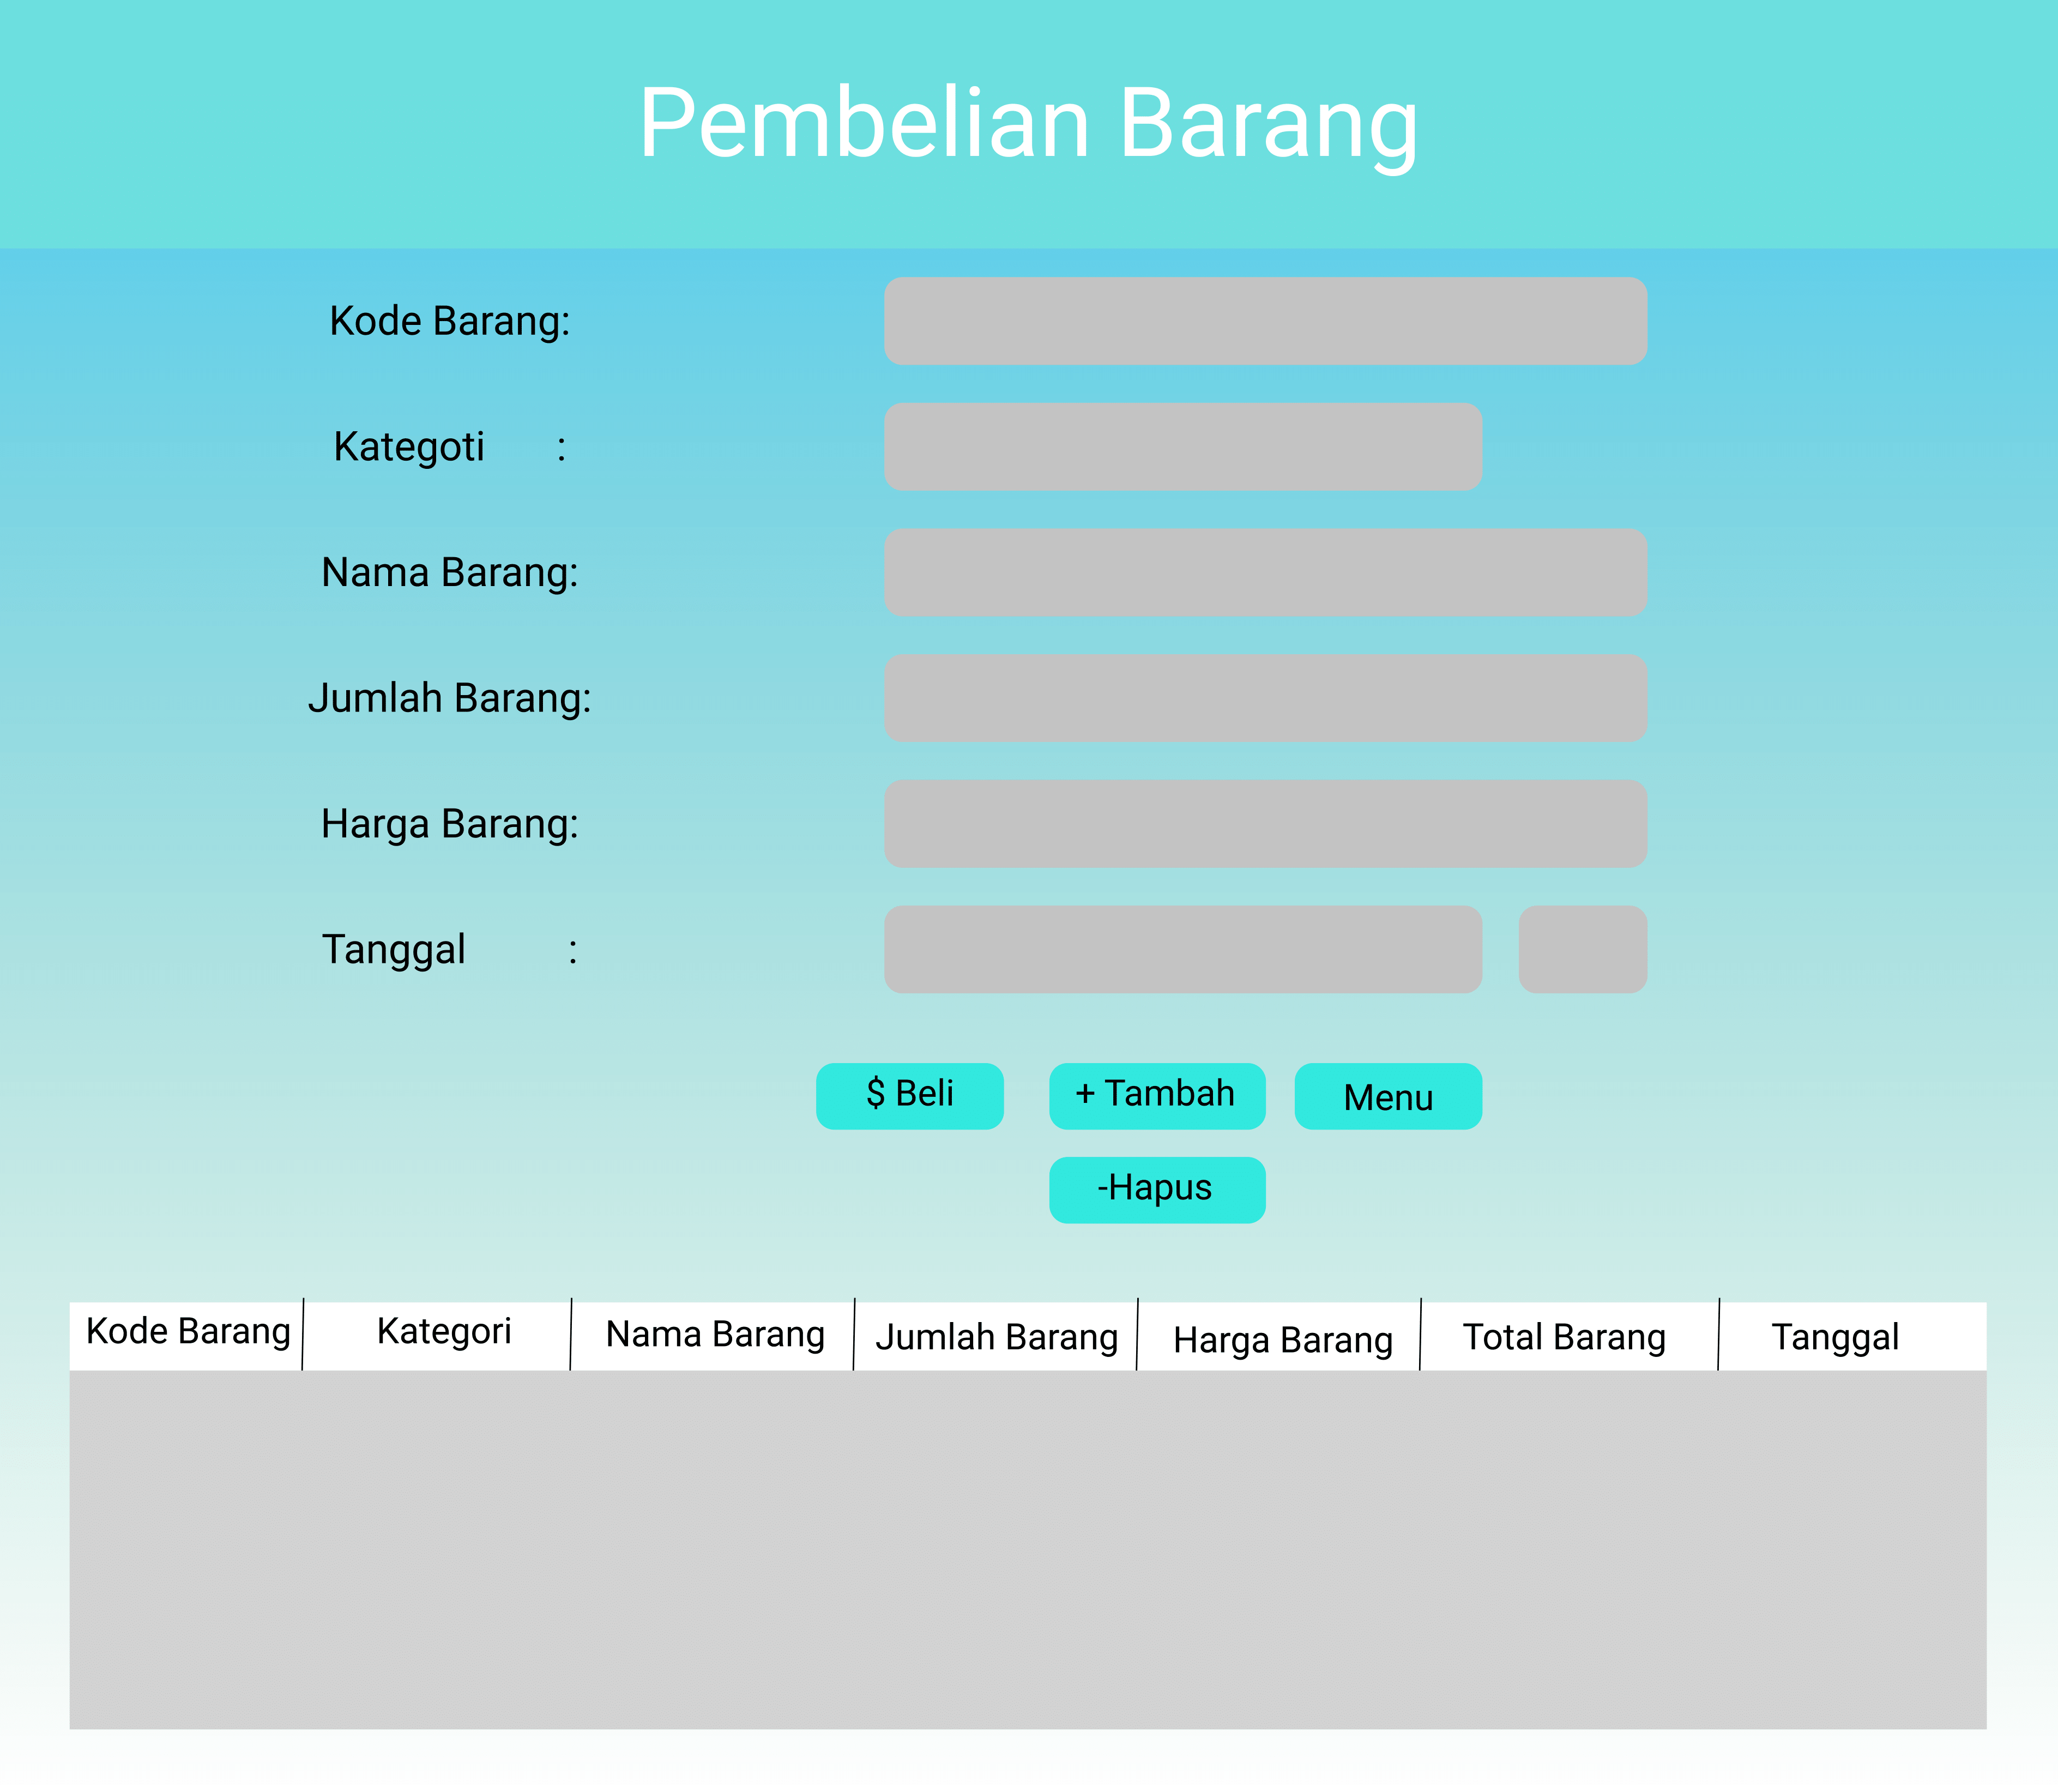 Pembelian Barang
Kode Barang:
Kategoti :
Nama Barang:
Jumlah Barang:
Harga Barang:
Tanggal :
$ Beli + Tambah Menu
-Hapus
Kode Barang Kategori Nama Barang Jumlah Barang Harga Barang Total Barang Tanggal